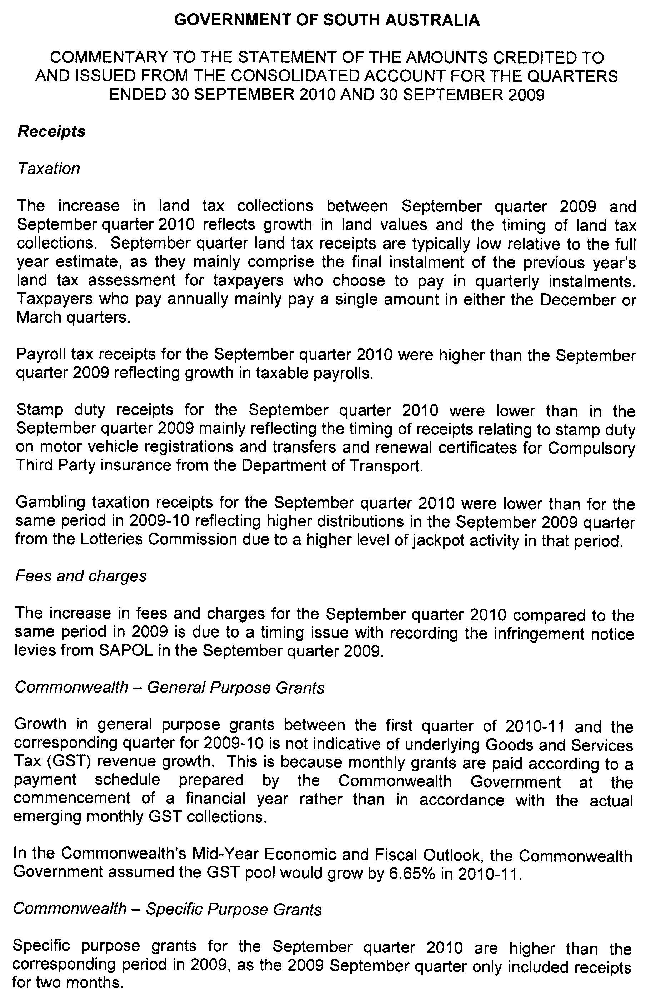 GOVERNMENT OF SOUTH AUSTRALIA
COMMENTARY TO THE STATEMENT OF THE AMOUNTS CREDITED TO
AND ISSUED FROM THE CONSOLIDATED ACCOUNT FOR THE QUARTERS
ENDED 30 SEPTEMBER 2010 AND 30 SEPTEMBER 2009
Receipts
Taxation
The increase in land tax collections between September quarter 2009 and
September quarter 2010 reflects growth in land values and the timing of land tax
collections. September quarter land tax receipts are typically low relative to the full
year estimate, as they mainly comprise the final instalment of the previous year's
land tax assessment for taxpayers who choose to pay in quarterly instalments.
Taxpayers who pay annually mainly pay a single amount in either the December or
March quarters.
Payroll tax receipts for the September quarter 2010 were higher than the September
quarter 2009 reflecting growth in taxable payrolls.
Stamp duty receipts for the September quarter 2010 were lower than in the
September quarter 2009 mainly reflecting the timing of receipts relating to stamp duty
on motor vehicle registrations and transfers and renewal certificates for Compulsory
Third Party insurance from the Department of Transport.
Gambling taxation receipts for the September quarter 2010 were lower than for the
same period in 2009-10 reflecting higher distributions in the September 2009 quarter
from the Lotteries Commission due to a higher level of jackpot activity in that period.
Fees and charges
The increase in fees and charges for the September quarter 2010 compared to the
same period in 2009 is due to a timing issue with recording the infringement notice
levies from SAPOL in the September quarter 2009.
Commonwealth – General Purpose Grants
Growth in general purpose grants between the first quarter of 2010-11 and the
corresponding quarter for 2009-10 is not indicative of underlying Goods and Services
Tax (GST) revenue growth. This is because monthly grants are paid according to a
payment schedule prepared by the Commonwealth Government at the
commencement of a financial year rather than in accordance with the actual
emerging monthly GST collections.
In the Commonwealth's Mid-Year Economic and Fiscal Outlook, the Commonwealth
Government assumed the GST pool would grow by 6.65% in 2010-11.
Commonwealth – Specific Purpose Grants
Specific purpose grants for the September quarter 2010 are higher than the
corresponding period in 2009, as the 2009 September quarter only included receipts
for two months.